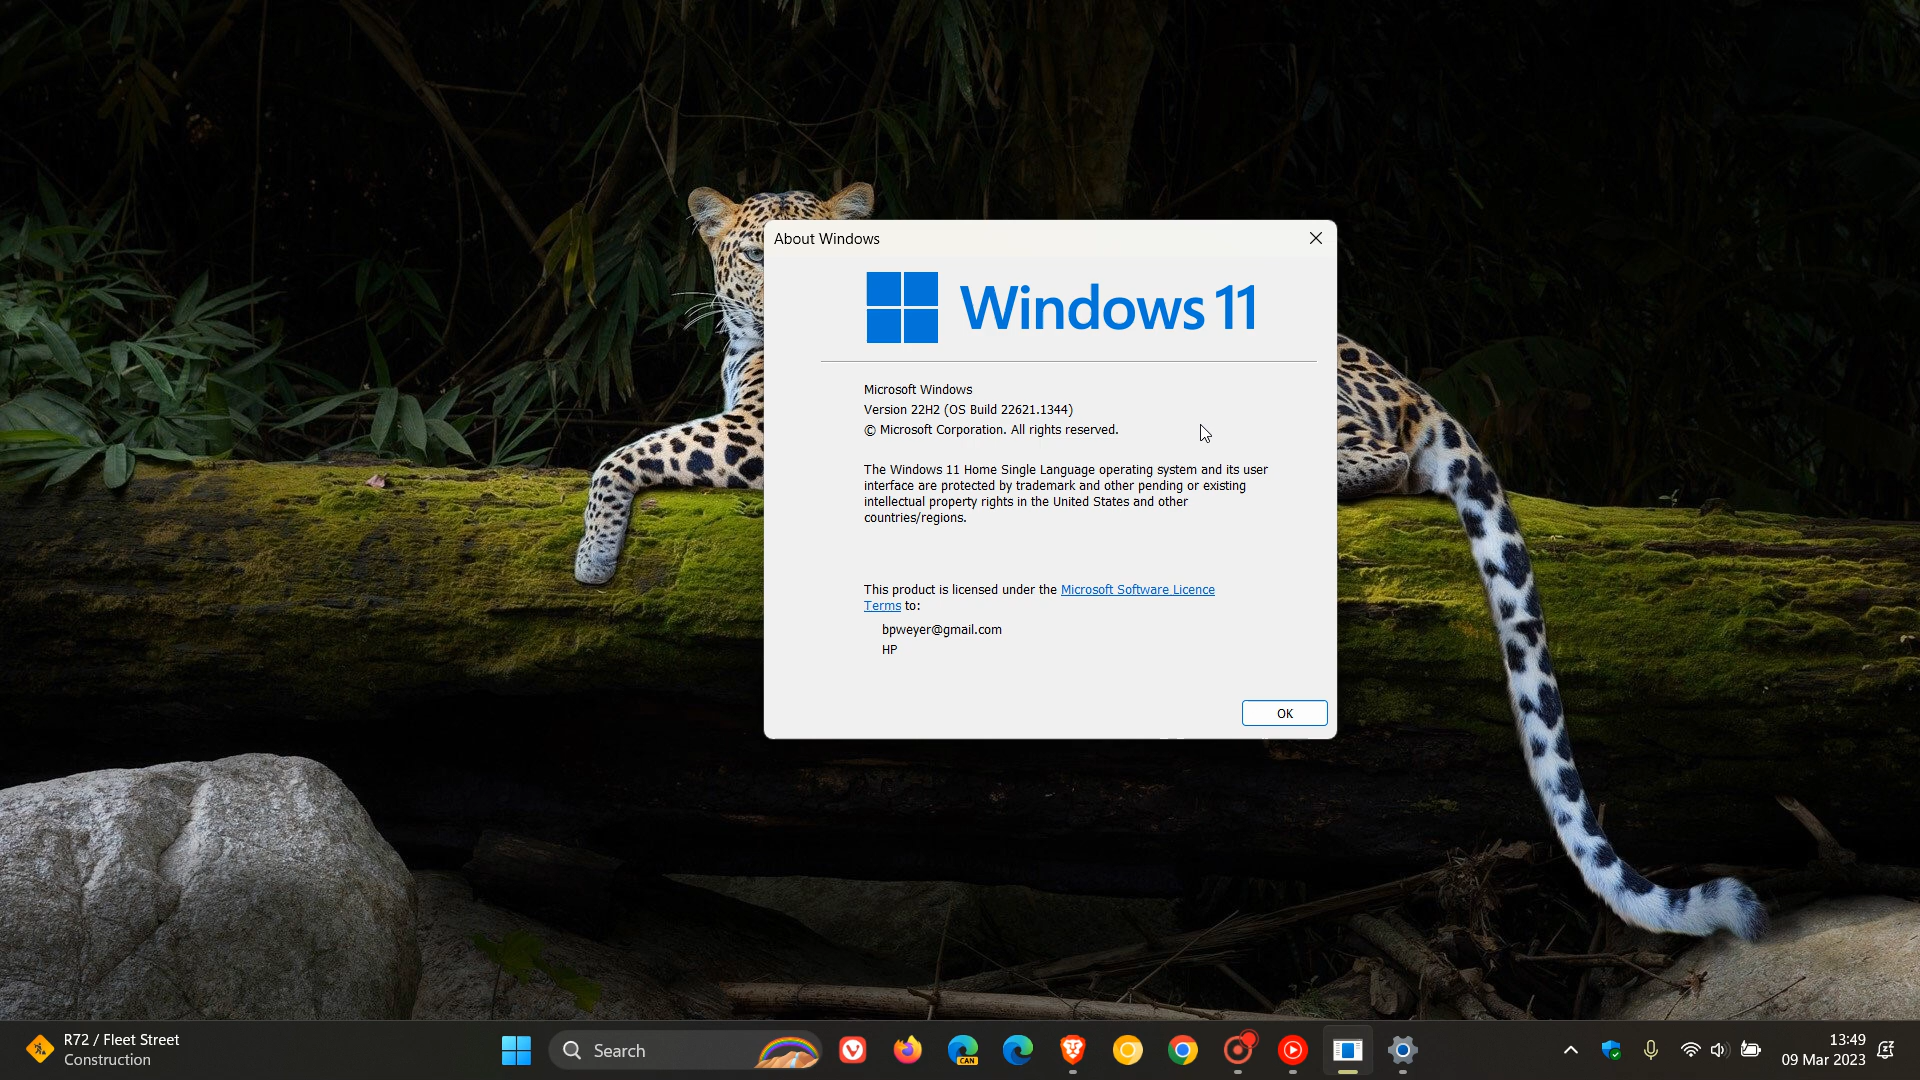 About Windows
Windows 11
Microsoft Windows
Version 22H2 (OS Build 22621.1344)
© Microsoft Corporation. All rights reserved.
The Windows 11 Home Single Language operating system and its user
interface are protected by trademark and other pending or existing
intellectual property rights in the United States and other
countries/regions.
This product is licensed under the Microsoft Software Licence
Terms to:
bpweyer@gmail.com
HP
OK
R72 / Fleet Street
Construction
Search
CAN
13:49
09 Mar 2023